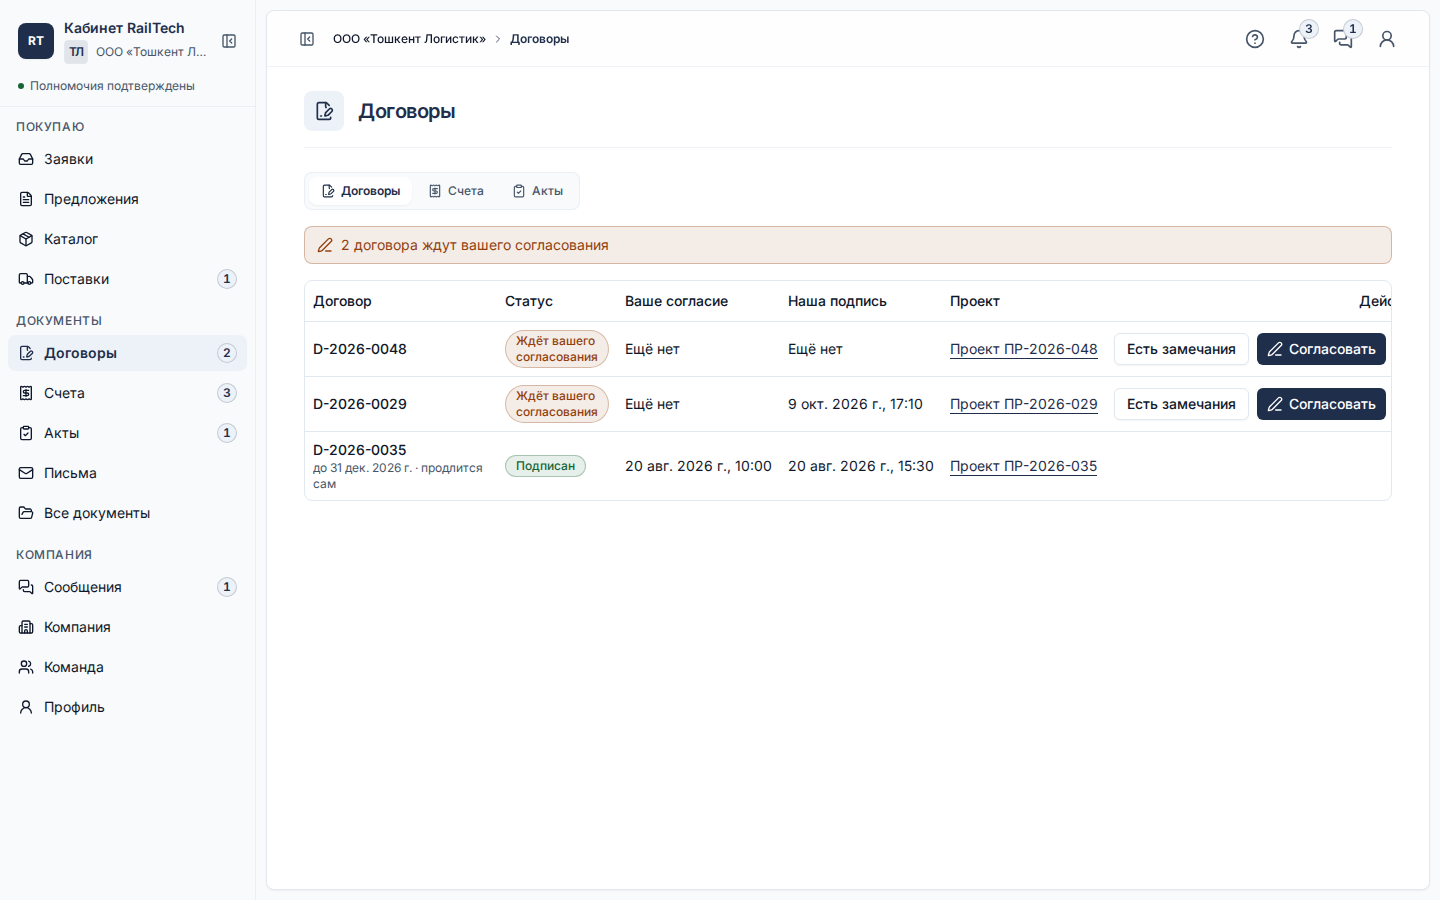 RT
Кабинет RailTech
ТЛ ООО «Тошкент Л...
Полномочия подтверждены
ПОКУПАЮ
Заявки
Предложения
Каталог
Поставки 1
ДОКУМЕНТЫ
Договоры 2
Счета 3
Акты 1
Письма
Все документы
КОМПАНИЯ
Сообщения 1
Компания
Команда
Профиль
ООО «Тошкент Логистик» > Договоры
3
1
Договоры
Договоры Счета Акты
2 договора ждут вашего согласования
Договор Статус Ваше согласие Наша подпись Проект Дейс
D-2026-0048 Ждёт вашего согласования Ещё нет Ещё нет Проект ПР-2026-048 Есть замечания Согласовать
D-2026-0029 Ждёт вашего согласования Ещё нет 9 окт. 2026 г., 17:10 Проект ПР-2026-029 Есть замечания Согласовать
D-2026-0035
до 31 дек. 2026 г. · продлится
сам
Подписан 20 авг. 2026 г., 10:00 20 авг. 2026 г., 15:30 Проект ПР-2026-035